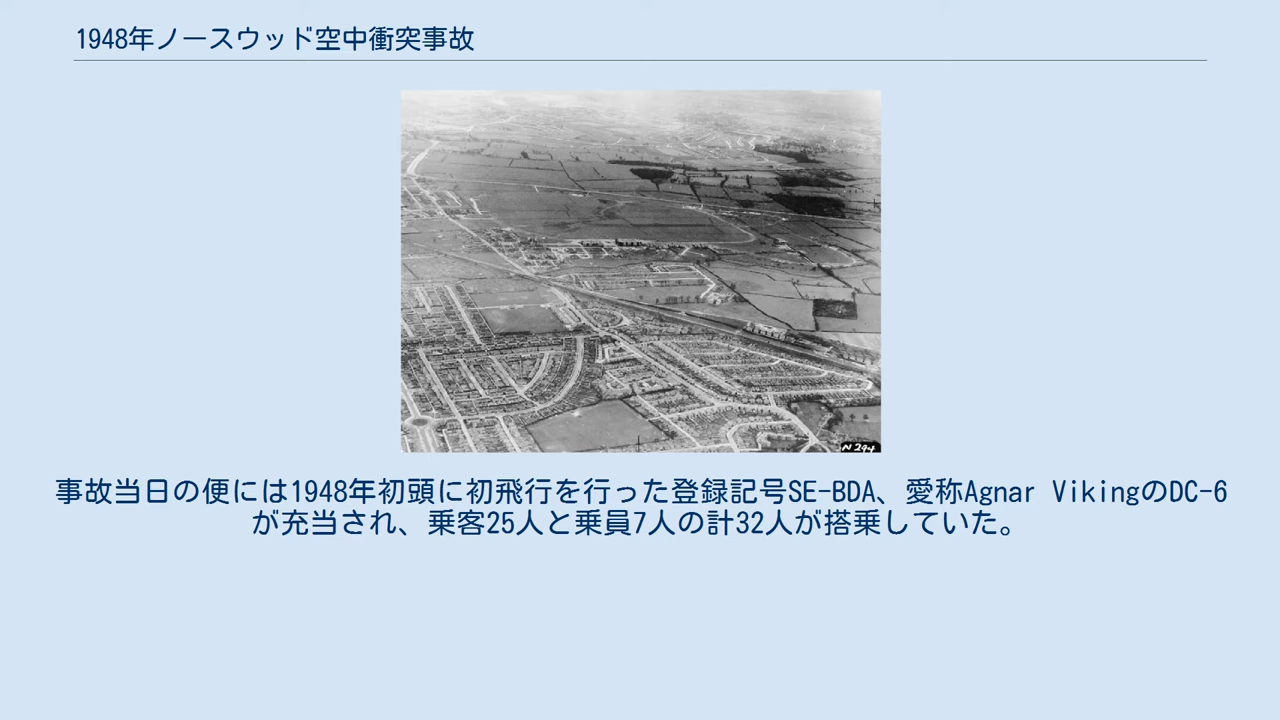 1948年ノースウッド空中衝突事故
N 294
事故当日の便には1948年初頭に初飛行を行った登録記号SE-BDA、愛称Agnar VikingのDC-6
が充当され、乗客25人と乗員7人の計32人が搭乗していた。